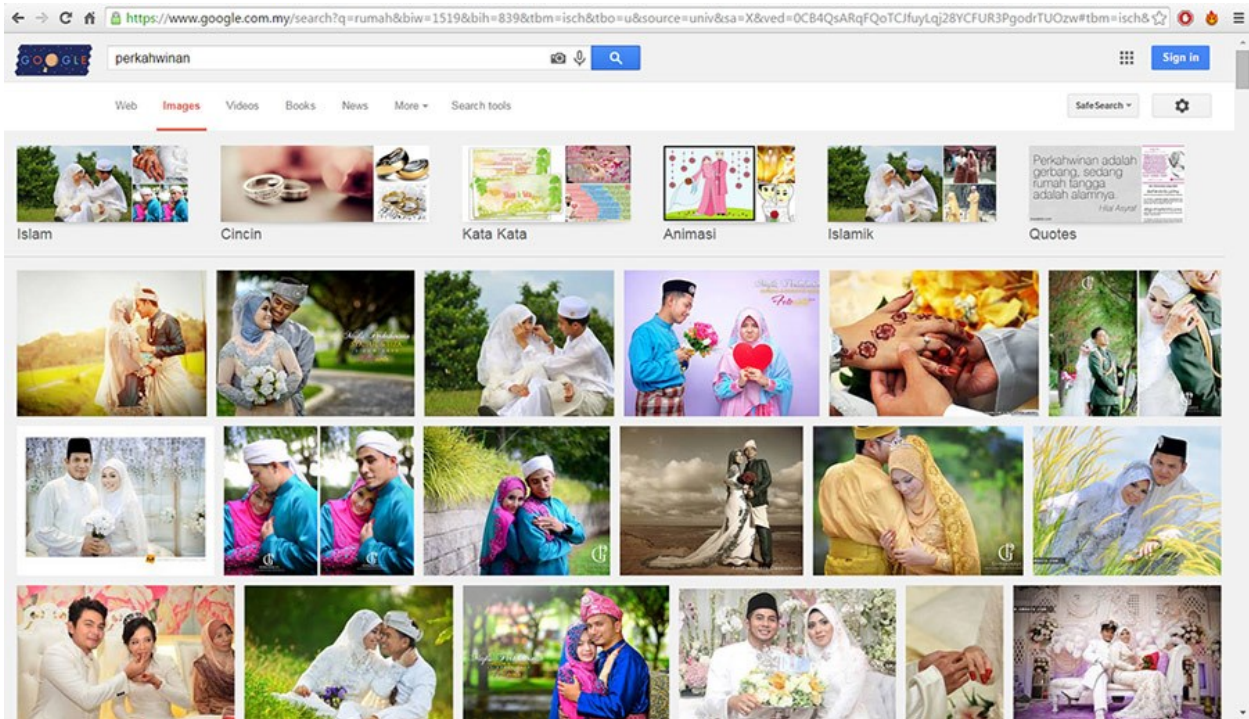 https://www.google.com.my/search?q=rumah&biw=1519&bih=839&tbm=isch&tbo=u&source=univ&sa=X&ved=0CB4QsARqFQoTCJfuyLqj28YCFUR3PgodrTUOzw#tbm=isch&
GOOGLE
perkahwinan
Sign in
Web Images Videos Books News More Search tools
SafeSearch
Perkahwinan adalah
gerbang, sedang
rumah tangga
adalah alamnya.
Hilal Asyraf
Islam Cincin Kata Kata Animasi Islamik Quotes